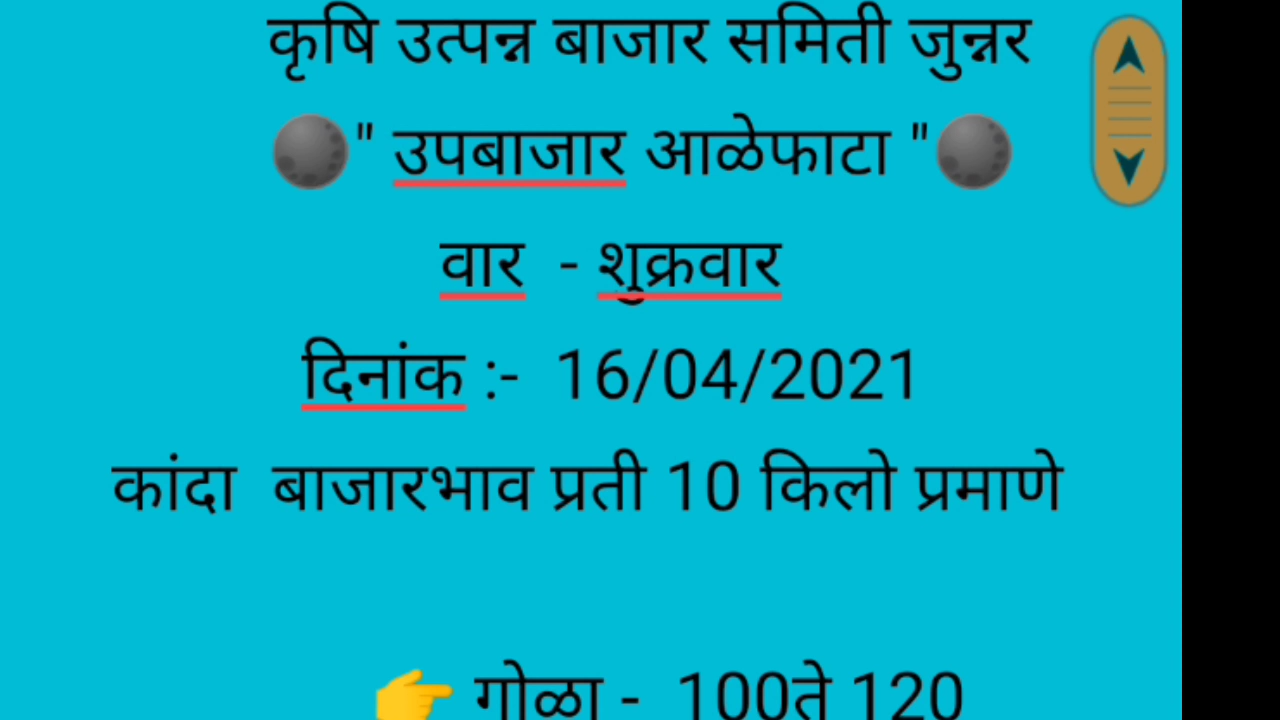 कृषि उत्पन्न बाजार समिती जुन्नर
🌑" उपबाजार आळेफाटा "🌑
वार - शुक्रवार
दिनांक :- 16/04/2021
कांदा बाजारभाव प्रती 10 किलो प्रमाणे
👉 गोळा - 100ते 120